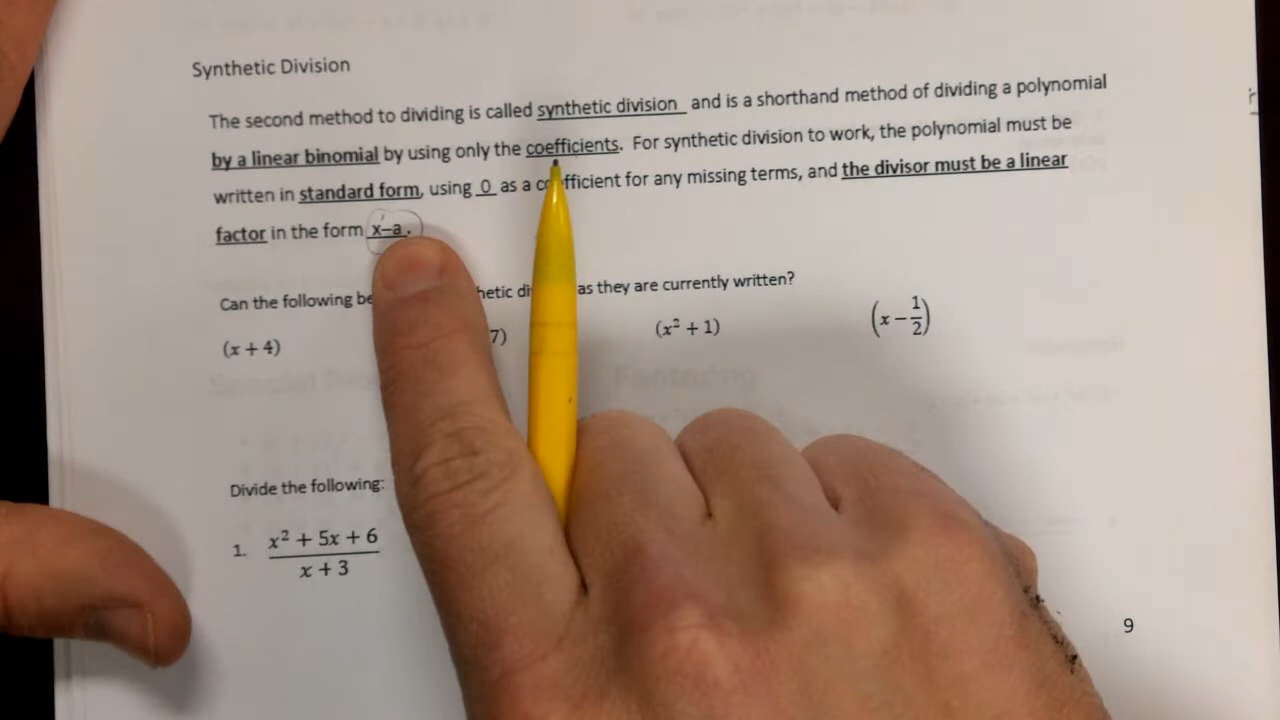 Synthetic Division
The second method to dividing is called synthetic division and is a shorthand method of dividing a polynomial
by a linear binomial by using only the coefficients. For synthetic division to work, the polynomial must be
written in standard form, using 0 as a coefficient for any missing terms, and the divisor must be a linear
factor in the form x–a.
Can the following be as they are currently written?
(x + 4) 7) (x² + 1) (x − 1/2)
Divide the following:
1. x² + 5x + 6
x + 3
9